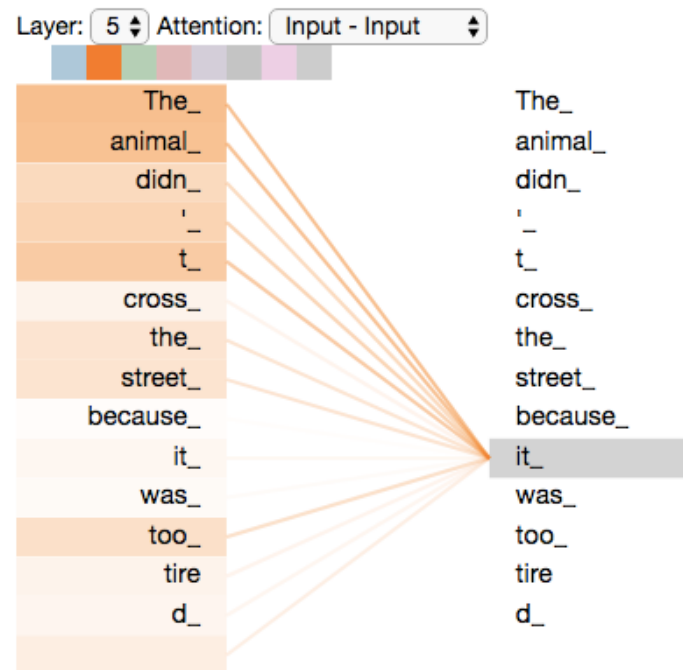 Layer: 5 Attention: Input - Input
The_ The_
animal_ animal_
didn_ didn_
'_ '_
t_ t_
cross_ cross_
the_ the_
street_ street_
because_ because_
it_ it_
was_ was_
too_ too_
tire tire
d_ d_